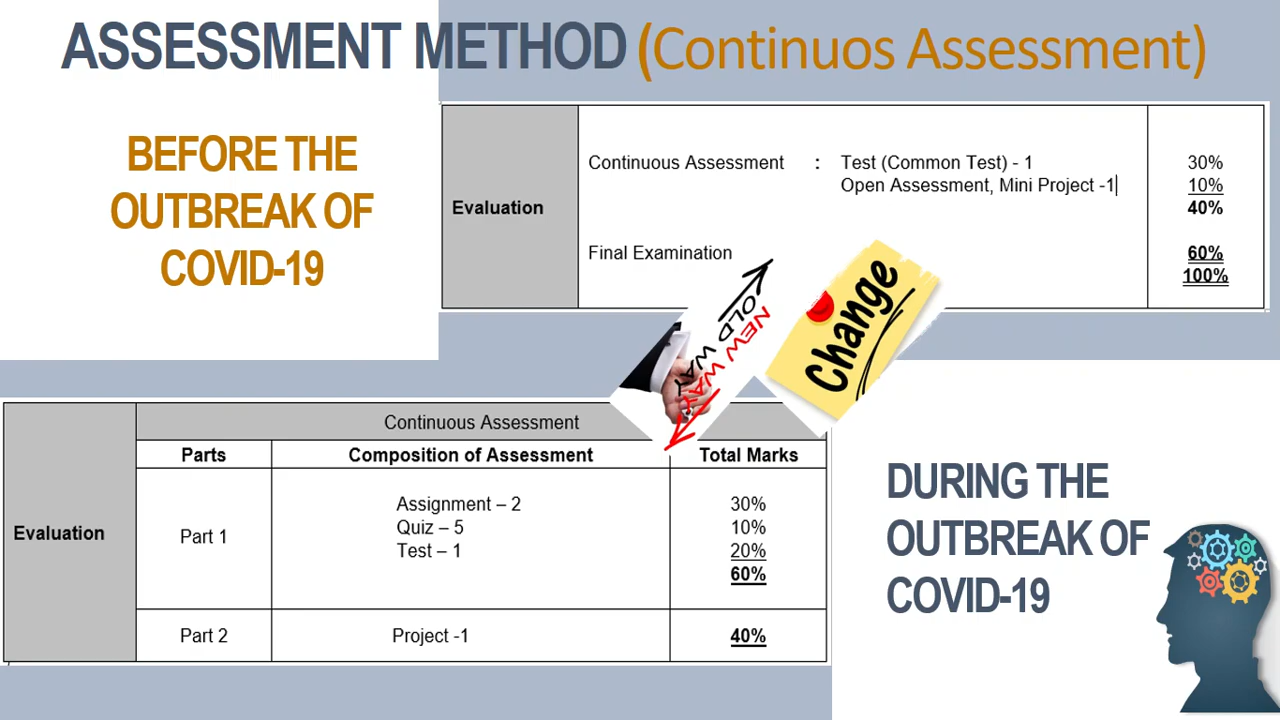 ASSESSMENT METHOD (Continuos Assessment)
BEFORE THE
OUTBREAK OF
COVID-19
Evaluation
Continuous Assessment : Test (Common Test) - 1 30%
Open Assessment, Mini Project -1 10%
40%
Final Examination 60%
100%
OLD WAY
NEW WAY
Change
Continuous Assessment
Parts Composition of Assessment Total Marks
Evaluation
Part 1
Assignment – 2 30%
Quiz – 5 10%
Test – 1 20%
60%
Part 2 Project -1 40%
DURING THE
OUTBREAK OF
COVID-19